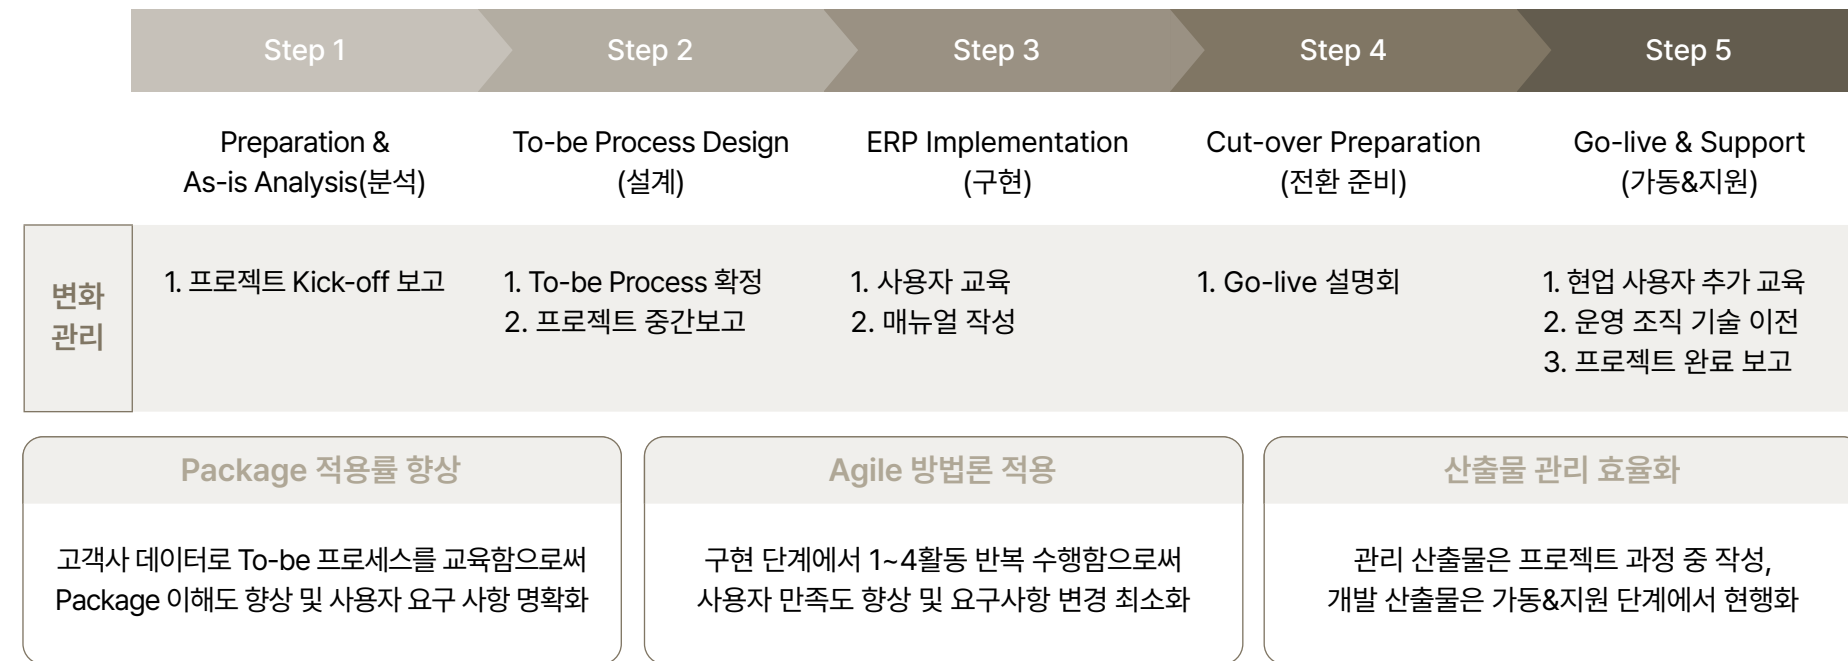 Step 1
Step 2
Step 3
Step 4
Step 5
Preparation &
As-is Analysis(분석)
To-be Process Design
(설계)
ERP Implementation
(구현)
Cut-over Preparation
(전환 준비)
Go-live & Support
(가동&지원)
변화
관리
1. 프로젝트 Kick-off 보고
1. To-be Process 확정
2. 프로젝트 중간보고
1. 사용자 교육
2. 매뉴얼 작성
1. Go-live 설명회
1. 현업 사용자 추가 교육
2. 운영 조직 기술 이전
3. 프로젝트 완료 보고
Package 적용률 향상
고객사 데이터로 To-be 프로세스를 교육함으로써
Package 이해도 향상 및 사용자 요구 사항 명확화
Agile 방법론 적용
구현 단계에서 1~4활동 반복 수행함으로써
사용자 만족도 향상 및 요구사항 변경 최소화
산출물 관리 효율화
관리 산출물은 프로젝트 과정 중 작성,
개발 산출물은 가동&지원 단계에서 현행화